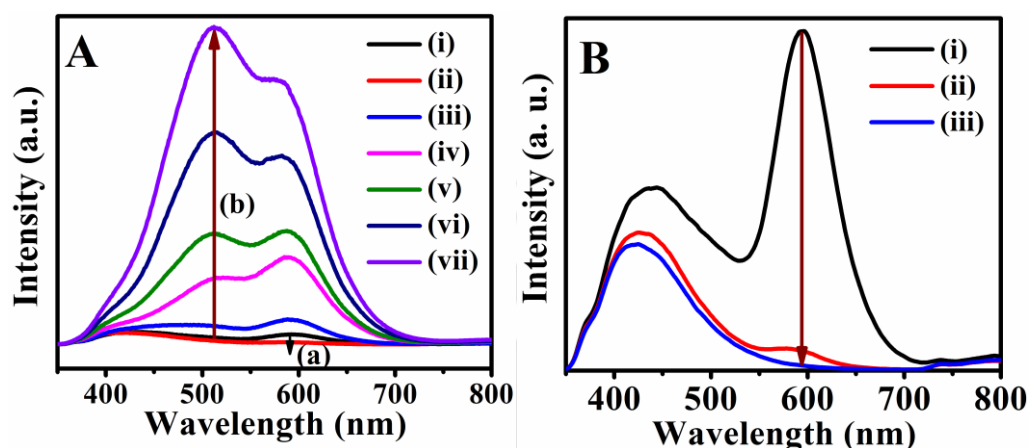 A
(i)
(ii)
(iii)
(iv)
(v)
(vi)
(vii)
(b)
(a)
Intensity (a.u.)
400 500 600 700 800
Wavelength (nm)
B
(i)
(ii)
(iii)
Intensity (a. u.)
400 500 600 700 800
Wavelength (nm)